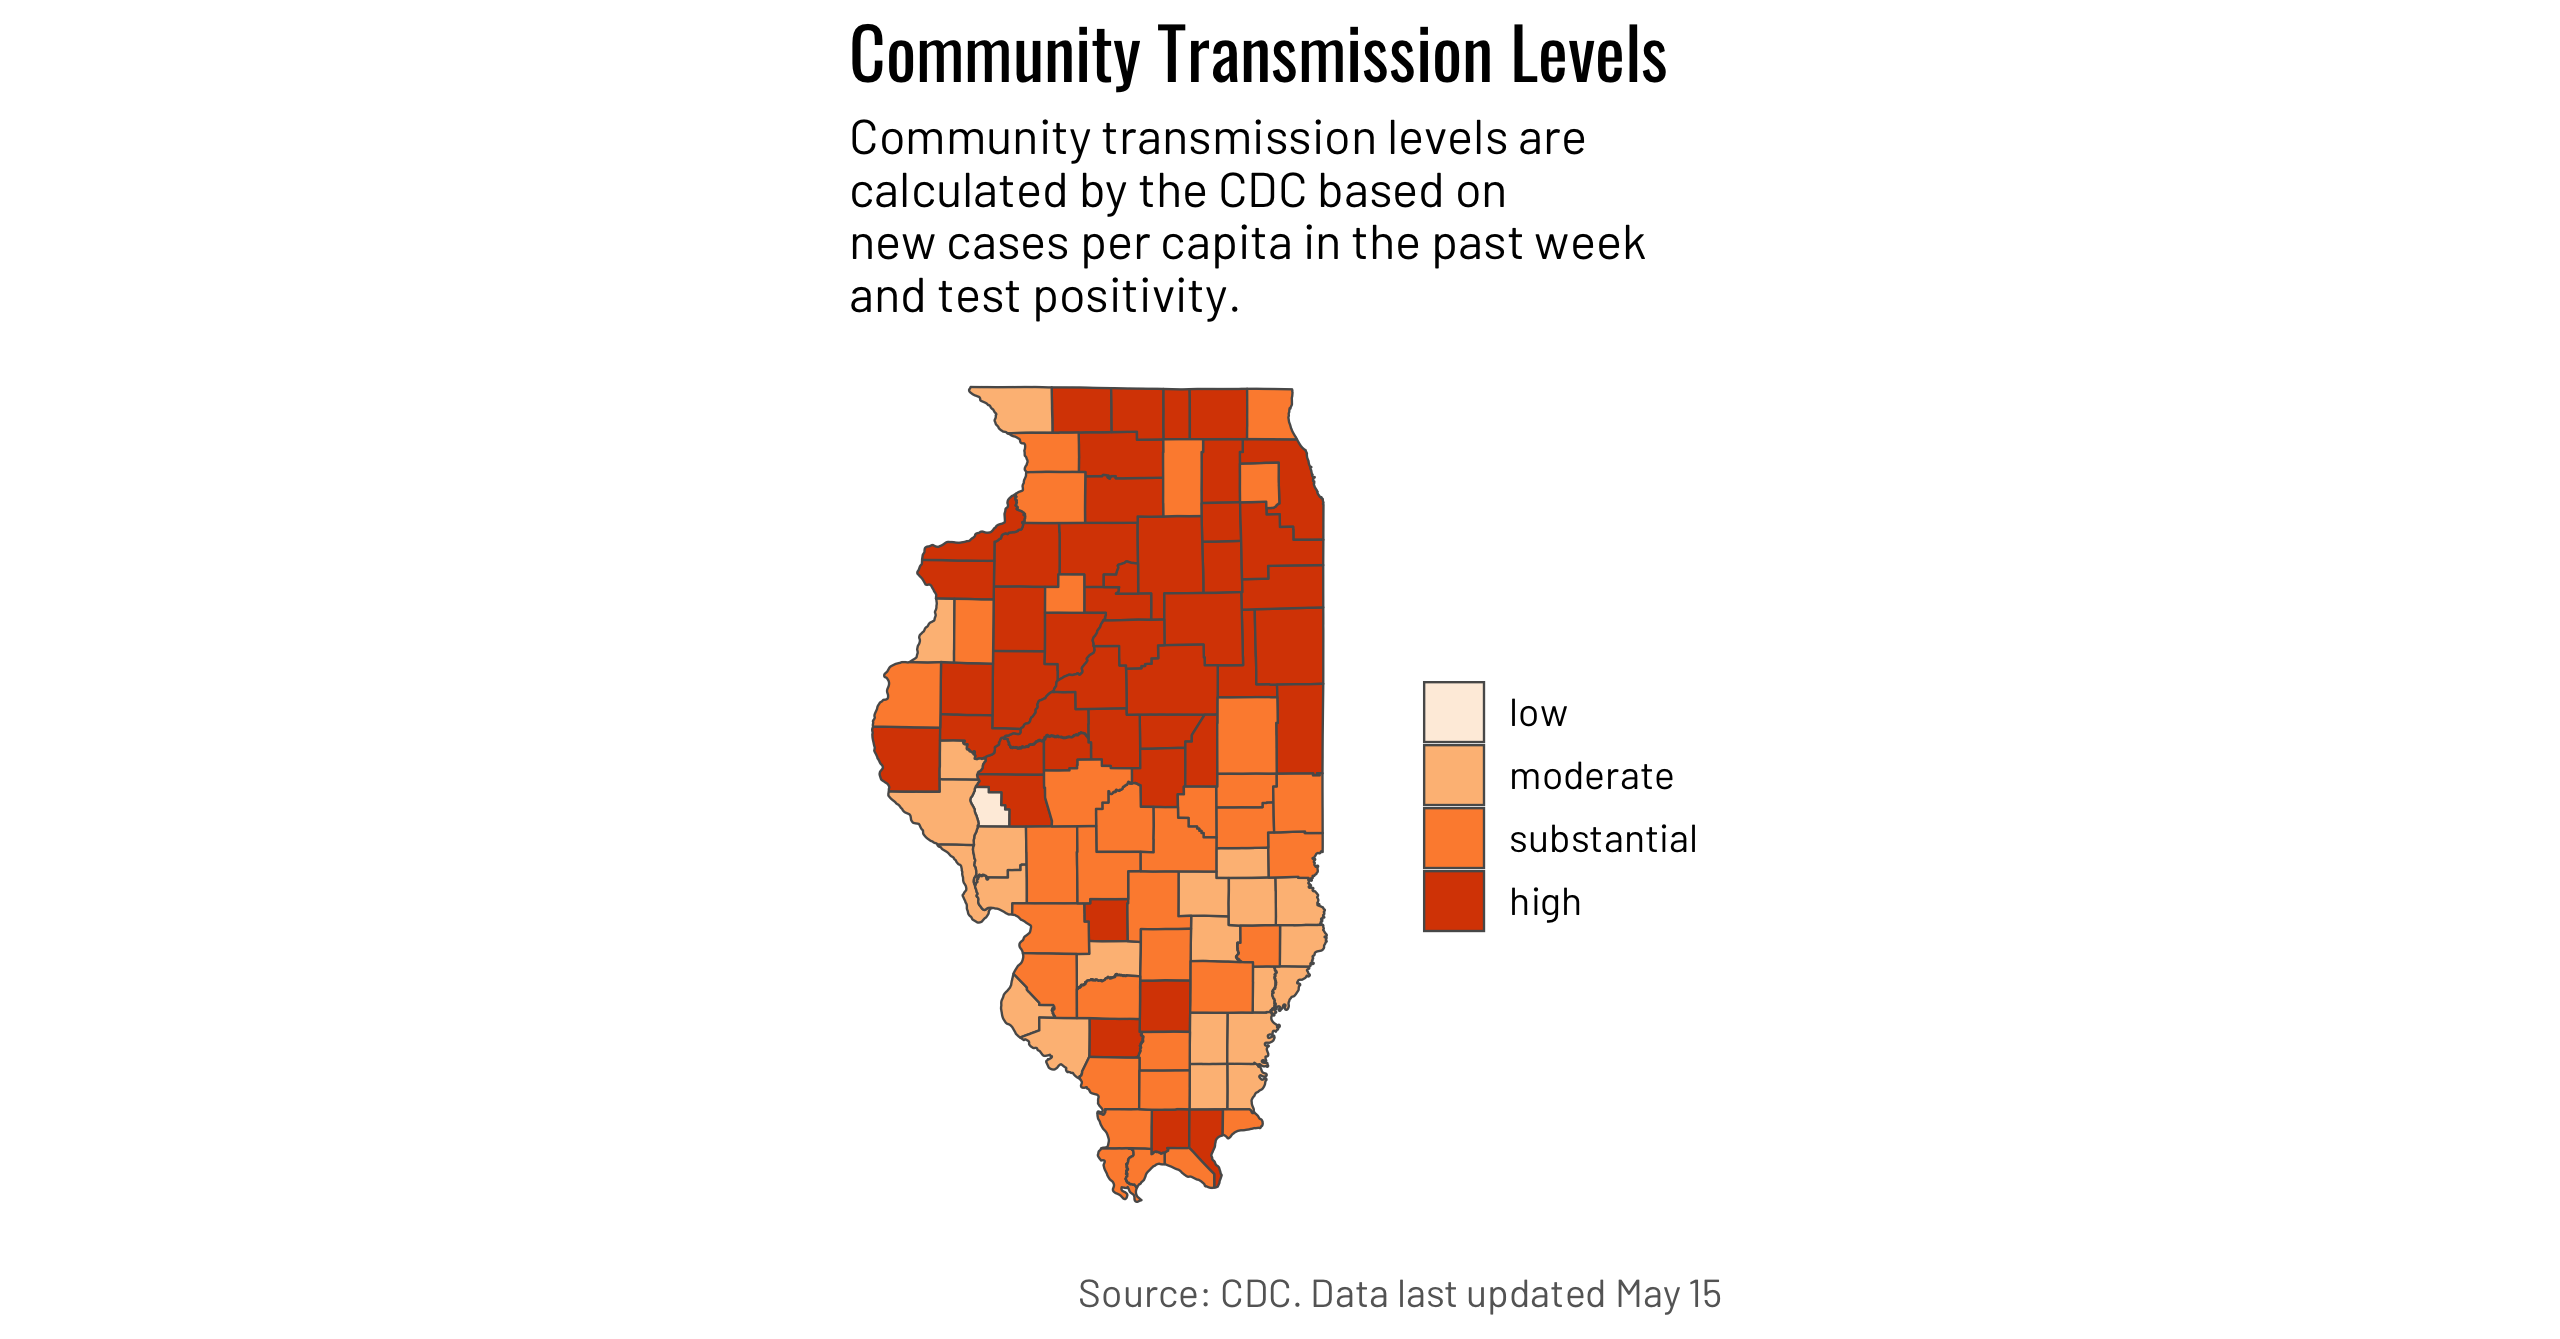 Community Transmission Levels
Community transmission levels are
calculated by the CDC based on
new cases per capita in the past week
and test positivity.
low
moderate
substantial
high
Source: CDC. Data last updated May 15